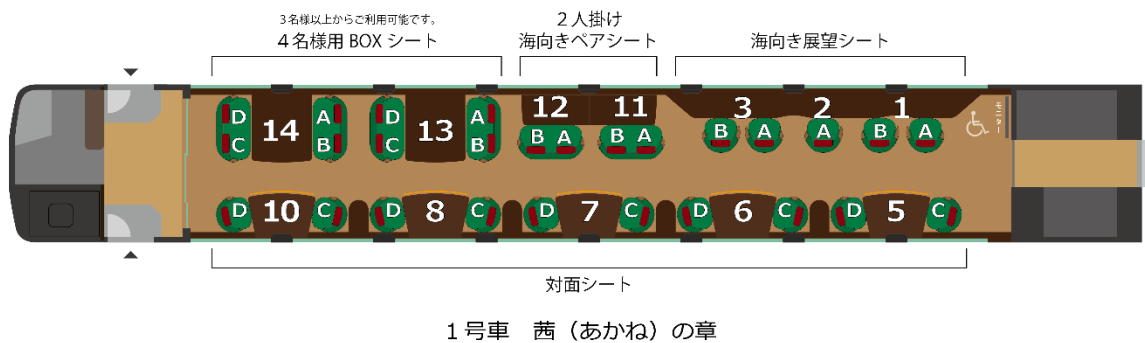 3名様以上からご利用可能です。
4名様用 BOX シート
2人掛け
海向きペアシート
海向き展望シート
14 13 12 11 3 2 1
D A D A
C B C B
B A B A B A A B A
モニター
10 8 7 6 5
D C D C D C D C D C
対面シート
1号車 茜（あかね）の章